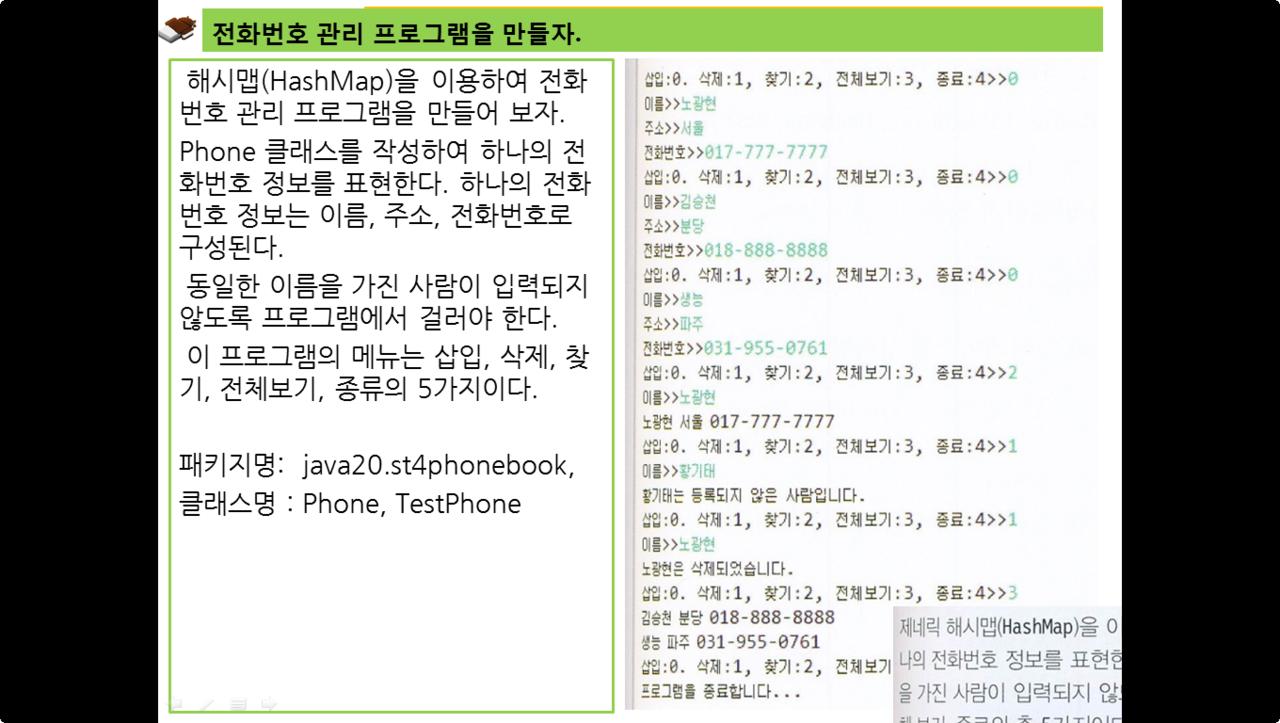 전화번호 관리 프로그램을 만들자.
해시맵(HashMap)을 이용하여 전화
번호 관리 프로그램을 만들어 보자.
Phone 클래스를 작성하여 하나의 전
화번호 정보를 표현한다. 하나의 전화
번호 정보는 이름, 주소, 전화번호로
구성된다.
동일한 이름을 가진 사람이 입력되지
않도록 프로그램에서 걸러야 한다.
이 프로그램의 메뉴는 삽입, 삭제, 찾
기, 전체보기, 종류의 5가지이다.
패키지명: java20.st4phonebook,
클래스명 : Phone, TestPhone
삽입:0. 삭제:1, 찾기:2, 전체보기:3, 종료:4>>0
이름>>노광현
주소>>서울
전화번호>>017-777-7777
삽입:0. 삭제:1, 찾기:2, 전체보기:3, 종료:4>>0
이름>>김승천
주소>>분당
전화번호>>018-888-8888
삽입:0. 삭제:1, 찾기:2, 전체보기:3, 종료:4>>0
이름>>생능
주소>>파주
전화번호>>031-955-0761
삽입:0. 삭제:1, 찾기:2, 전체보기:3, 종료:4>>2
이름>>노광현
노광현 서울 017-777-7777
삽입:0. 삭제:1, 찾기:2, 전체보기:3, 종료:4>>1
이름>>황기태
황기태는 등록되지 않은 사람입니다.
삽입:0. 삭제:1, 찾기:2, 전체보기:3, 종료:4>>1
이름>>노광현
노광현은 삭제되었습니다.
삽입:0. 삭제:1, 찾기:2, 전체보기:3, 종료:4>>3
김승천 분당 018-888-8888
생능 파주 031-955-0761
삽입:0. 삭제:1, 찾기:2, 전체보기
프로그램을 종료합니다...
제네릭 해시맵(HashMap)을 이
나의 전화번호 정보를 표현한
을 가진 사람이 입력되지 않